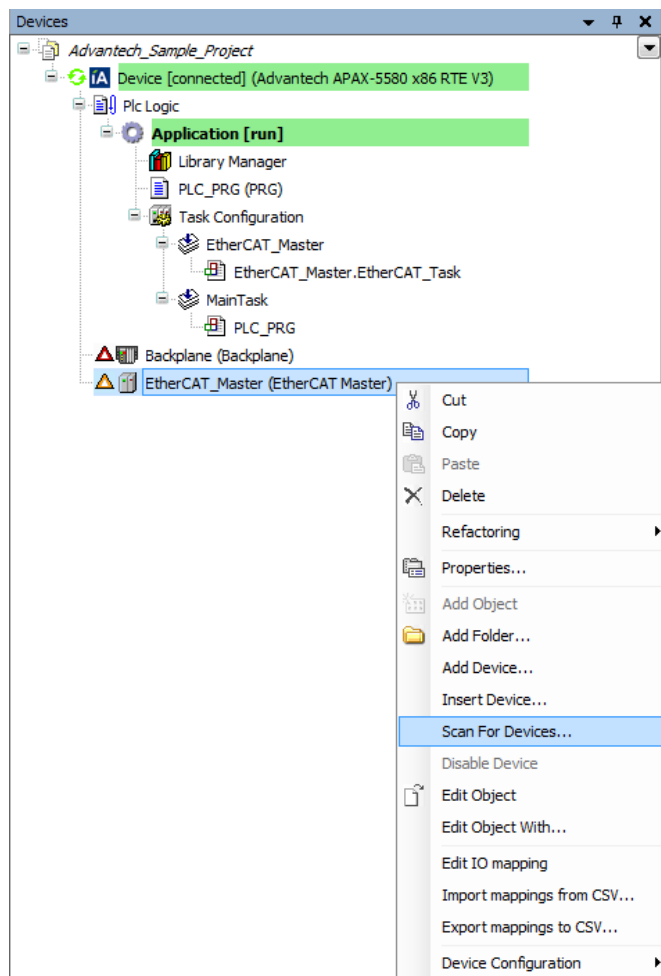 Devices
Advantech_Sample_Project
Device [connected] (Advantech APAX-5580 x86 RTE V3)
Plc Logic
Application [run]
Library Manager
PLC_PRG (PRG)
Task Configuration
EtherCAT_Master
EtherCAT_Master.EtherCAT_Task
MainTask
PLC_PRG
Backplane (Backplane)
EtherCAT_Master (EtherCAT Master)
Cut
Copy
Paste
Delete
Refactoring
Properties...
Add Object
Add Folder...
Add Device...
Insert Device...
Scan For Devices...
Disable Device
Edit Object
Edit Object With...
Edit IO mapping
Import mappings from CSV...
Export mappings to CSV...
Device Configuration